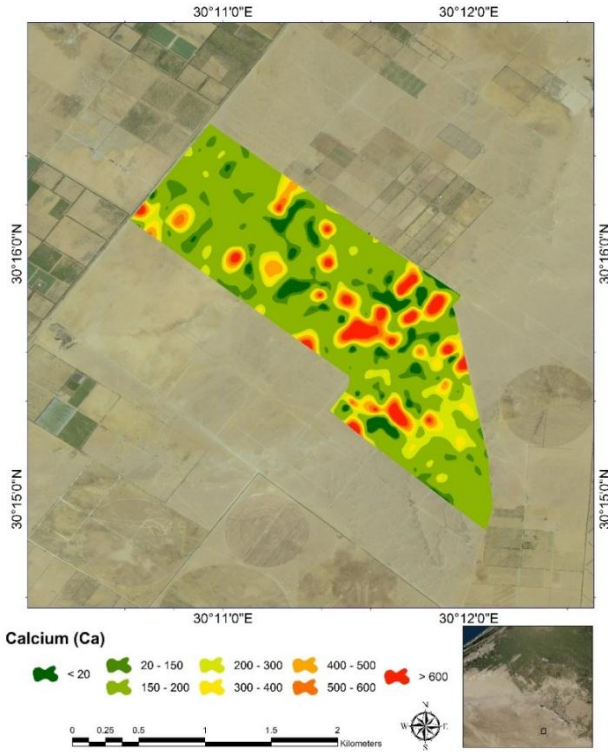 30°11'0"E 30°12'0"E
30°16'0"N 30°16'0"N
30°15'0"N 30°15'0"N
30°11'0"E 30°12'0"E
Calcium (Ca)
< 20 20 - 150 200 - 300 400 - 500 > 600
150 - 200 300 - 400 500 - 600
0 0.25 0.5 1 1.5 2
Kilometers
N
W E
S